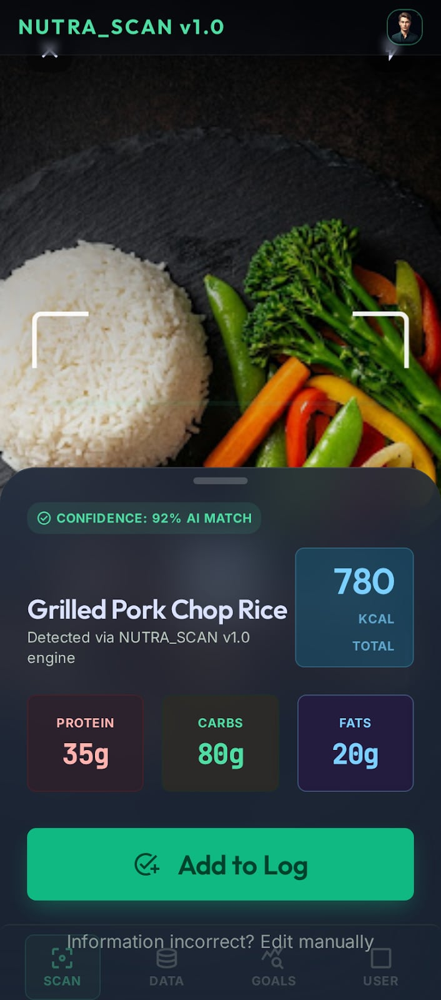 NUTRA_SCAN v1.0
CONFIDENCE: 92% AI MATCH
Grilled Pork Chop Rice
Detected via NUTRA_SCAN v1.0
engine
780
KCAL
TOTAL
PROTEIN
35g
CARBS
80g
FATS
20g
Add to Log
Information incorrect? Edit manually
SCAN
DATA
GOALS
USER